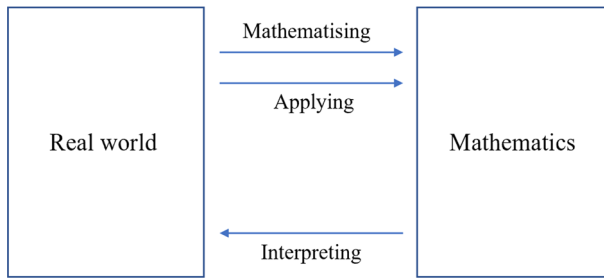 Mathematising
Applying
Real world
Mathematics
Interpreting